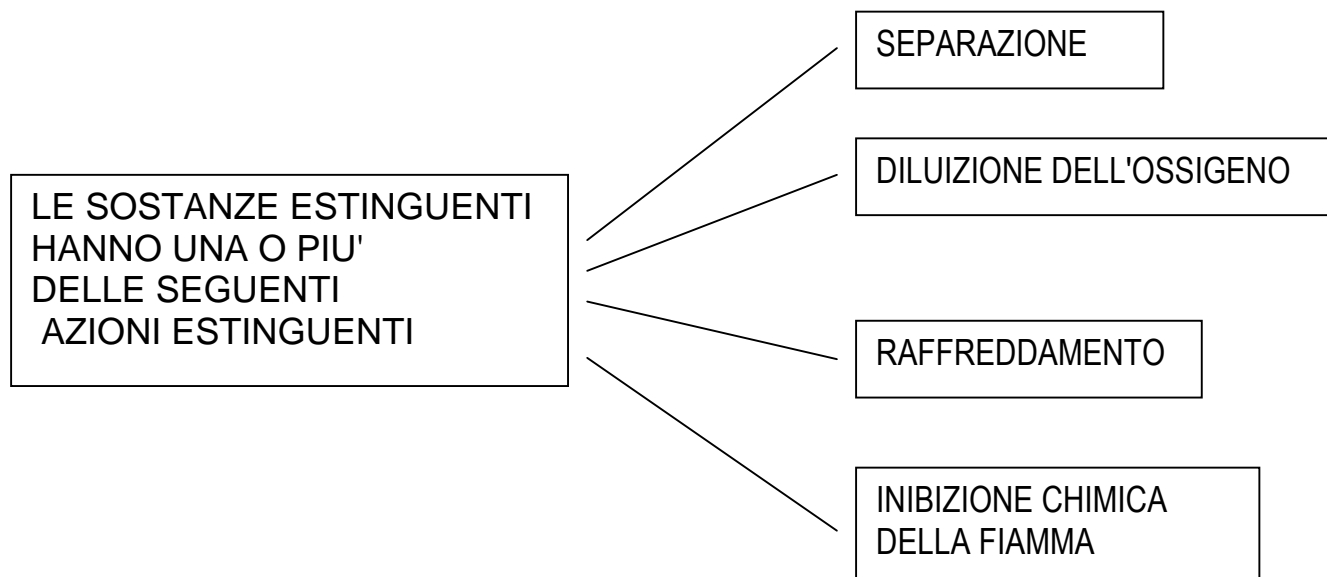 SEPARAZIONE
DILUIZIONE DELL'OSSIGENO
LE SOSTANZE ESTINGUENTI
HANNO UNA O PIU'
DELLE SEGUENTI
AZIONI ESTINGUENTI
RAFFREDDAMENTO
INIBIZIONE CHIMICA
DELLA FIAMMA